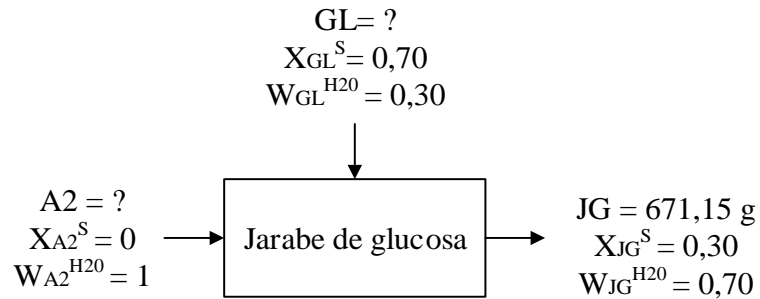 GL= ?
XGL^S = 0,70
WGL^H20 = 0,30
A2 = ?
XA2^S = 0
WA2^H20 = 1
Jarabe de glucosa
JG = 671,15 g
XJG^S = 0,30
WJG^H20 = 0,70